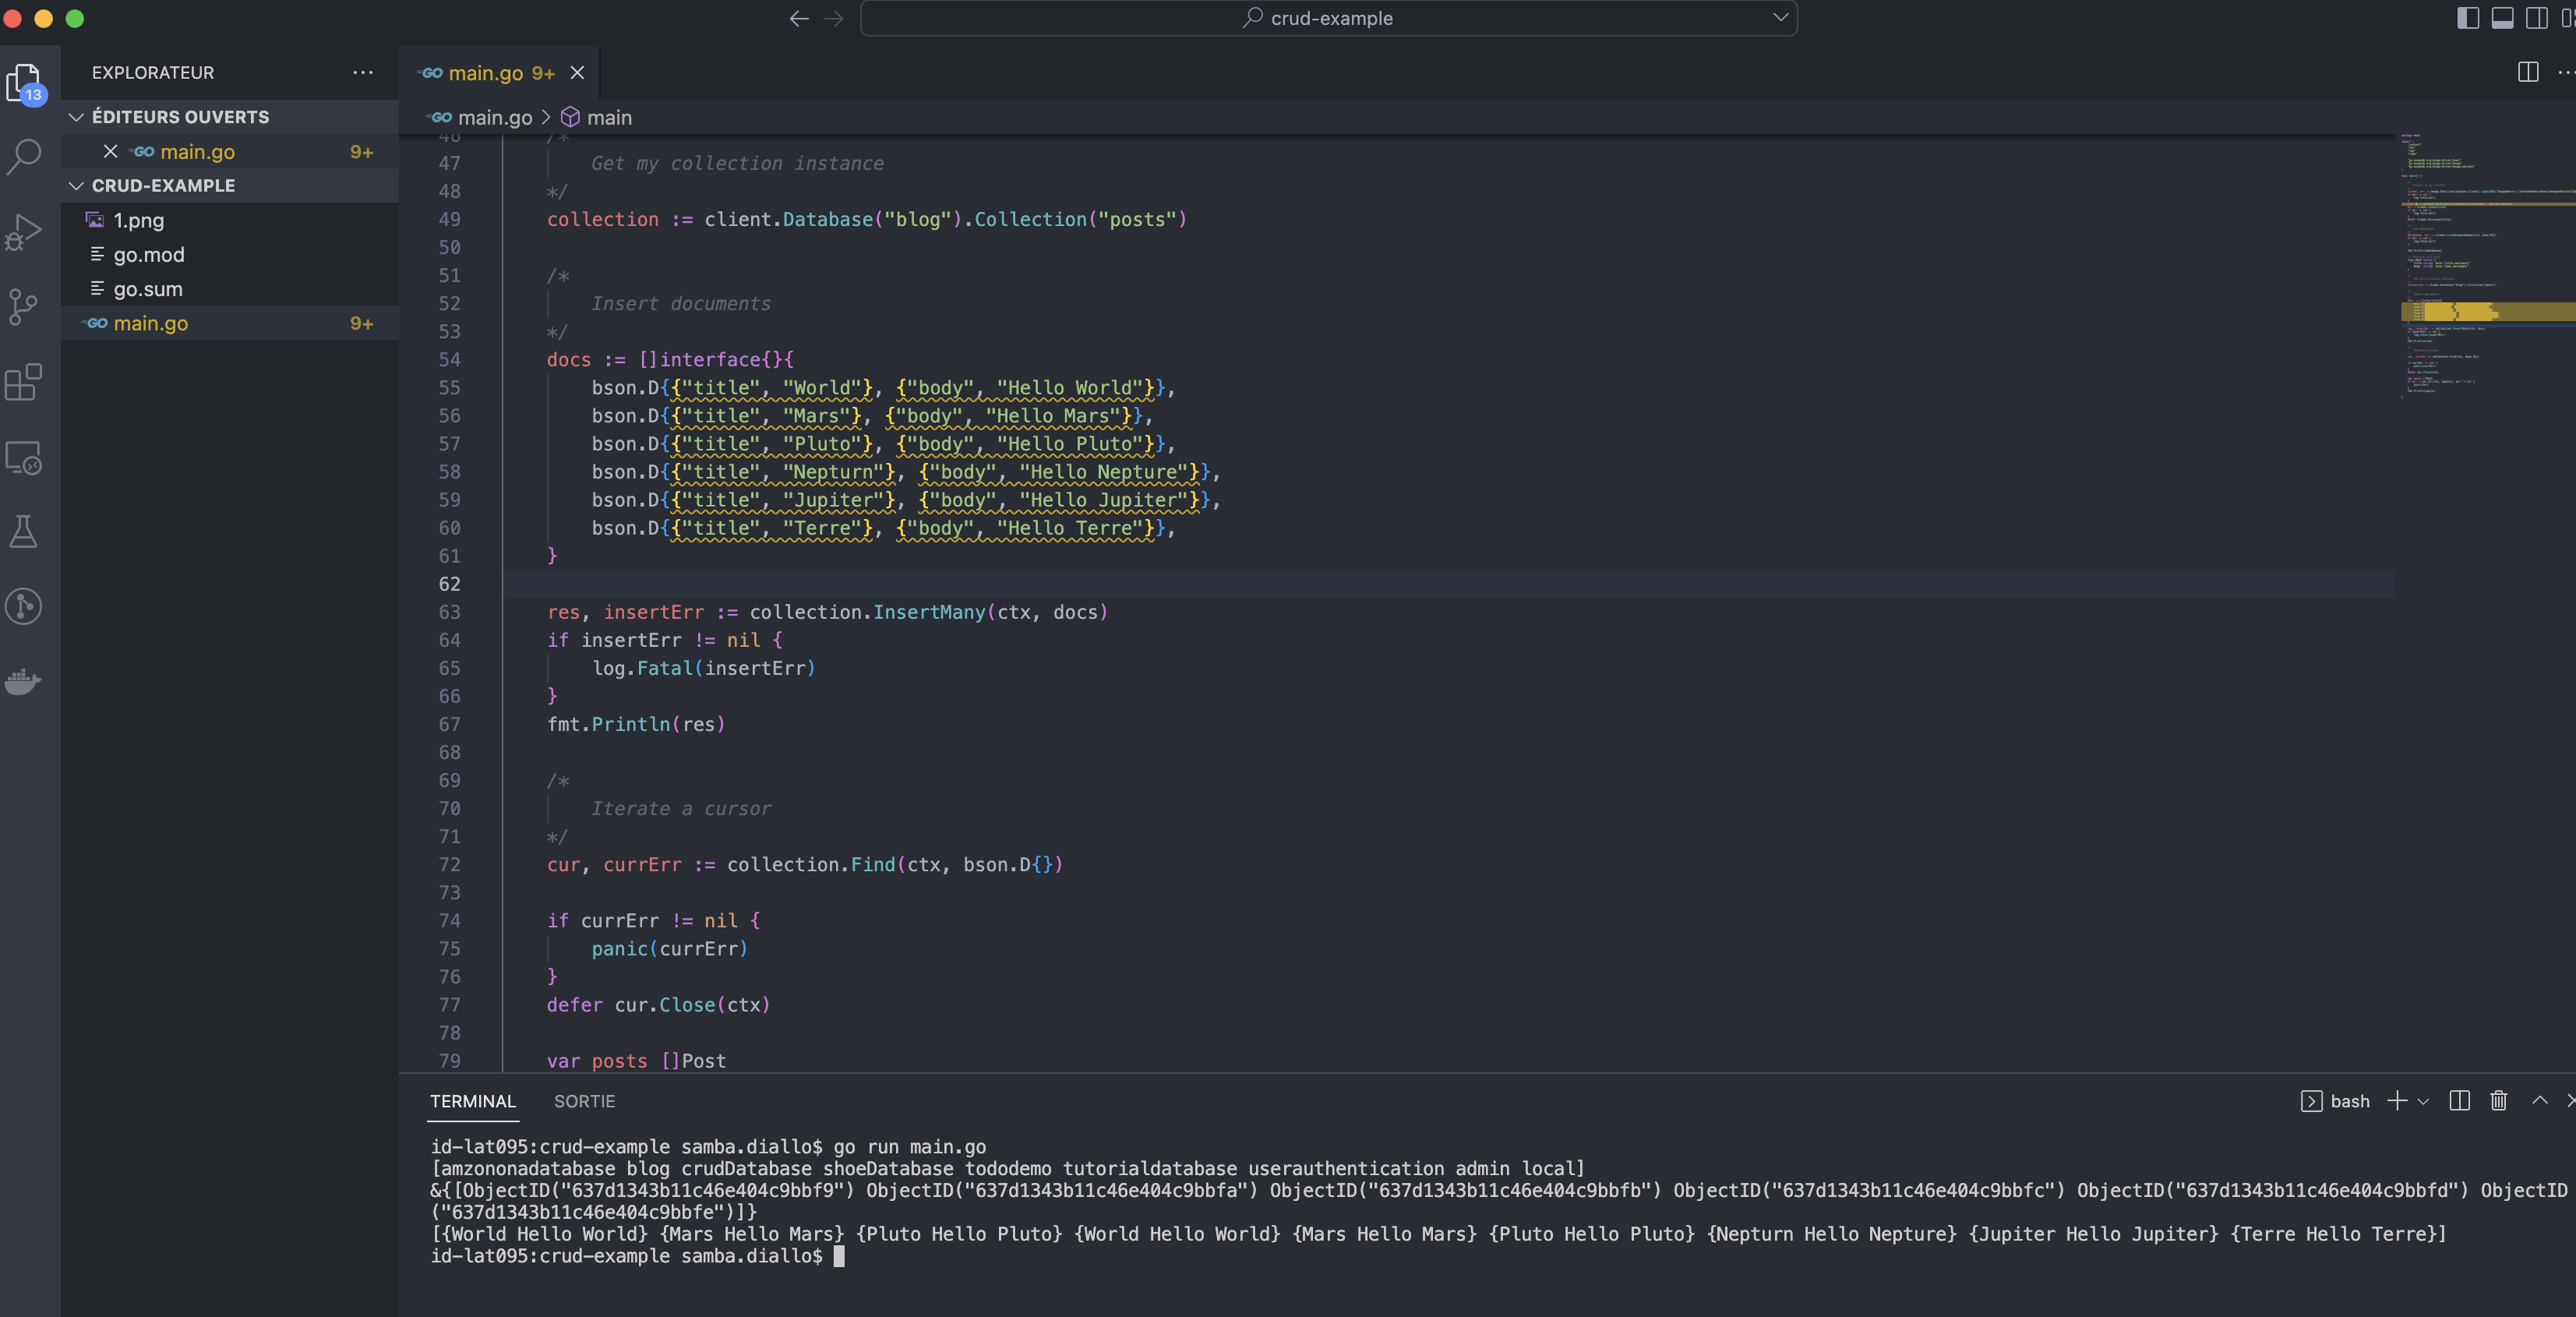 crud-example
EXPLORATEUR
13
ÉDITEURS OUVERTS
GO main.go 9+
CRUD-EXAMPLE
1.png
go.mod
go.sum
GO main.go 9+
GO main.go 9+
GO main.go > main
46 /*
47 Get my collection instance
48 */
49 collection := client.Database("blog").Collection("posts")
50
51 /*
52 Insert documents
53 */
54 docs := []interface{}{
55 bson.D{{"title", "World"}, {"body", "Hello World"}},
56 bson.D{{"title", "Mars"}, {"body", "Hello Mars"}},
57 bson.D{{"title", "Pluto"}, {"body", "Hello Pluto"}},
58 bson.D{{"title", "Nepturn"}, {"body", "Hello Nepture"}},
59 bson.D{{"title", "Jupiter"}, {"body", "Hello Jupiter"}},
60 bson.D{{"title", "Terre"}, {"body", "Hello Terre"}},
61 }
62
63 res, insertErr := collection.InsertMany(ctx, docs)
64 if insertErr != nil {
65 log.Fatal(insertErr)
66 }
67 fmt.Println(res)
68
69 /*
70 Iterate a cursor
71 */
72 cur, currErr := collection.Find(ctx, bson.D{})
73
74 if currErr != nil {
75 panic(currErr)
76 }
77 defer cur.Close(ctx)
78
79 var posts []Post
TERMINAL SORTIE
bash
id-lat095:crud-example samba.diallo$ go run main.go
[amzononadatabase blog crudDatabase shoeDatabase tododemo tutorialdatabase userauthentication admin local]
&{[ObjectID("637d1343b11c46e404c9bbf9") ObjectID("637d1343b11c46e404c9bbfa") ObjectID("637d1343b11c46e404c9bbfb") ObjectID("637d1343b11c46e404c9bbfc") ObjectID("637d1343b11c46e404c9bbfd") ObjectID
("637d1343b11c46e404c9bbfe")]}
[{World Hello World} {Mars Hello Mars} {Pluto Hello Pluto} {World Hello World} {Mars Hello Mars} {Pluto Hello Pluto} {Nepturn Hello Nepture} {Jupiter Hello Jupiter} {Terre Hello Terre}]
id-lat095:crud-example samba.diallo$